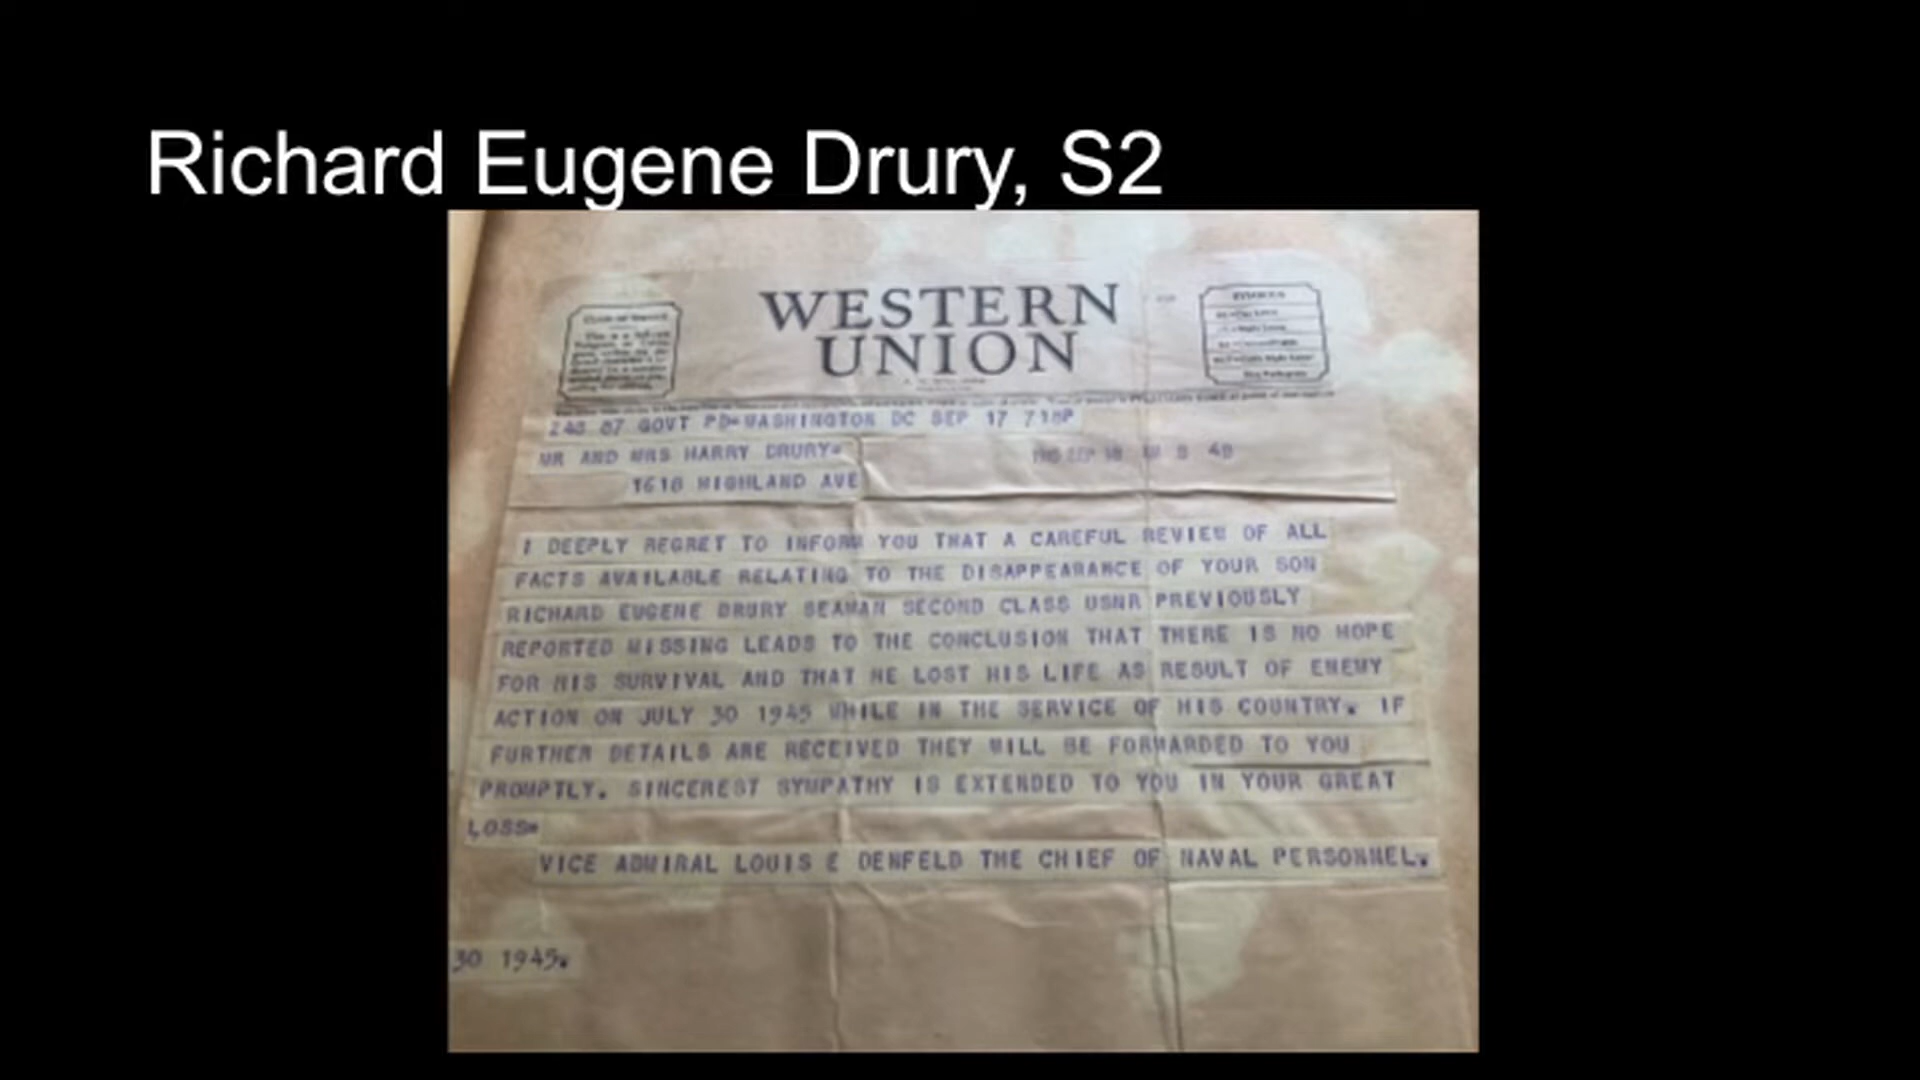 Richard Eugene Drury, S2
WESTERN
UNION
GOVT PD=WASHINGTON DC SEP 17 718P
MR AND MRS HARRY DRURY=
1618 HIGHLAND AVE
I DEEPLY REGRET TO INFORM YOU THAT A CAREFUL REVIEW OF ALL
FACTS AVAILABLE RELATING TO THE DISAPPEARANCE OF YOUR SON
RICHARD EUGENE DRURY SEAMAN SECOND CLASS USNR PREVIOUSLY
REPORTED MISSING LEADS TO THE CONCLUSION THAT THERE IS NO HOPE
FOR HIS SURVIVAL AND THAT HE LOST HIS LIFE AS RESULT OF ENEMY
ACTION ON JULY 30 1945 WHILE IN THE SERVICE OF HIS COUNTRY. IF
FURTHER DETAILS ARE RECEIVED THEY WILL BE FORWARDED TO YOU
PROMPTLY. SINCEREST SYMPATHY IS EXTENDED TO YOU IN YOUR GREAT
LOSS=
VICE ADMIRAL LOUIS E DENFELD THE CHIEF OF NAVAL PERSONNEL.
30 1945.